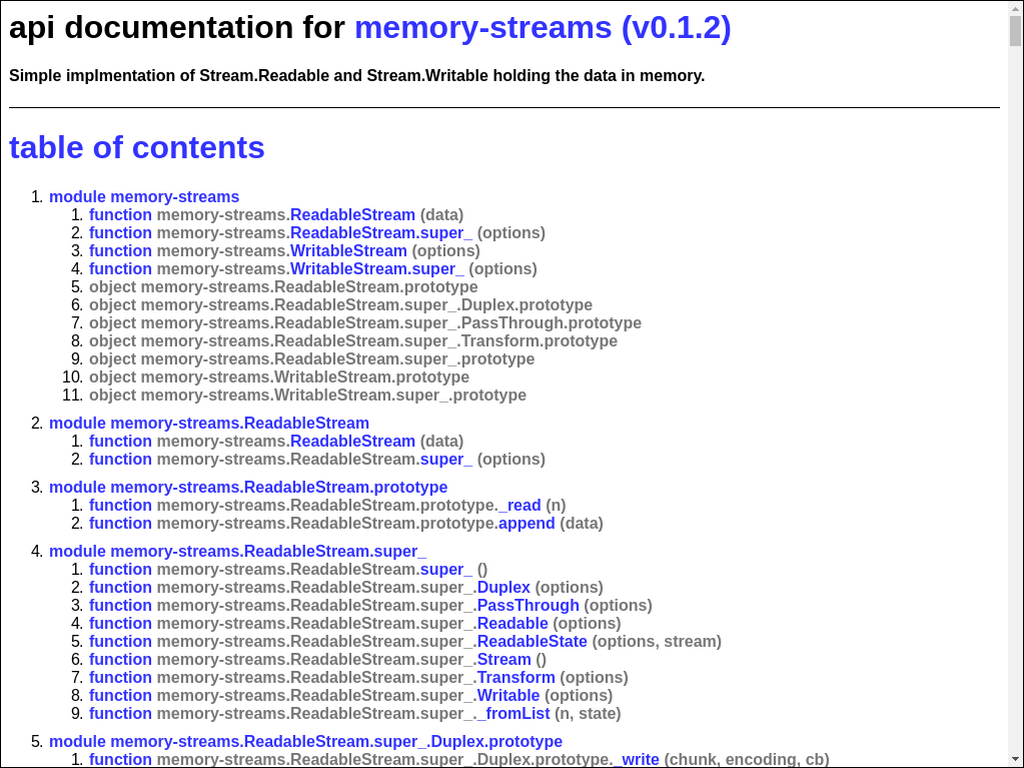 api documentation for memory-streams (v0.1.2)
Simple implmentation of Stream.Readable and Stream.Writable holding the data in memory.
table of contents
1. module memory-streams
1. function memory-streams.ReadableStream (data)
2. function memory-streams.ReadableStream.super_ (options)
3. function memory-streams.WritableStream (options)
4. function memory-streams.WritableStream.super_ (options)
5. object memory-streams.ReadableStream.prototype
6. object memory-streams.ReadableStream.super_.Duplex.prototype
7. object memory-streams.ReadableStream.super_.PassThrough.prototype
8. object memory-streams.ReadableStream.super_.Transform.prototype
9. object memory-streams.ReadableStream.super_.prototype
10. object memory-streams.WritableStream.prototype
11. object memory-streams.WritableStream.super_.prototype
2. module memory-streams.ReadableStream
1. function memory-streams.ReadableStream (data)
2. function memory-streams.ReadableStream.super_ (options)
3. module memory-streams.ReadableStream.prototype
1. function memory-streams.ReadableStream.prototype._read (n)
2. function memory-streams.ReadableStream.prototype.append (data)
4. module memory-streams.ReadableStream.super_
1. function memory-streams.ReadableStream.super_ ()
2. function memory-streams.ReadableStream.super_.Duplex (options)
3. function memory-streams.ReadableStream.super_.PassThrough (options)
4. function memory-streams.ReadableStream.super_.Readable (options)
5. function memory-streams.ReadableStream.super_.ReadableState (options, stream)
6. function memory-streams.ReadableStream.super_.Stream ()
7. function memory-streams.ReadableStream.super_.Transform (options)
8. function memory-streams.ReadableStream.super_.Writable (options)
9. function memory-streams.ReadableStream.super_._fromList (n, state)
5. module memory-streams.ReadableStream.super_.Duplex.prototype
1. function memory-streams.ReadableStream.super_.Duplex.prototype._write (chunk, encoding, cb)